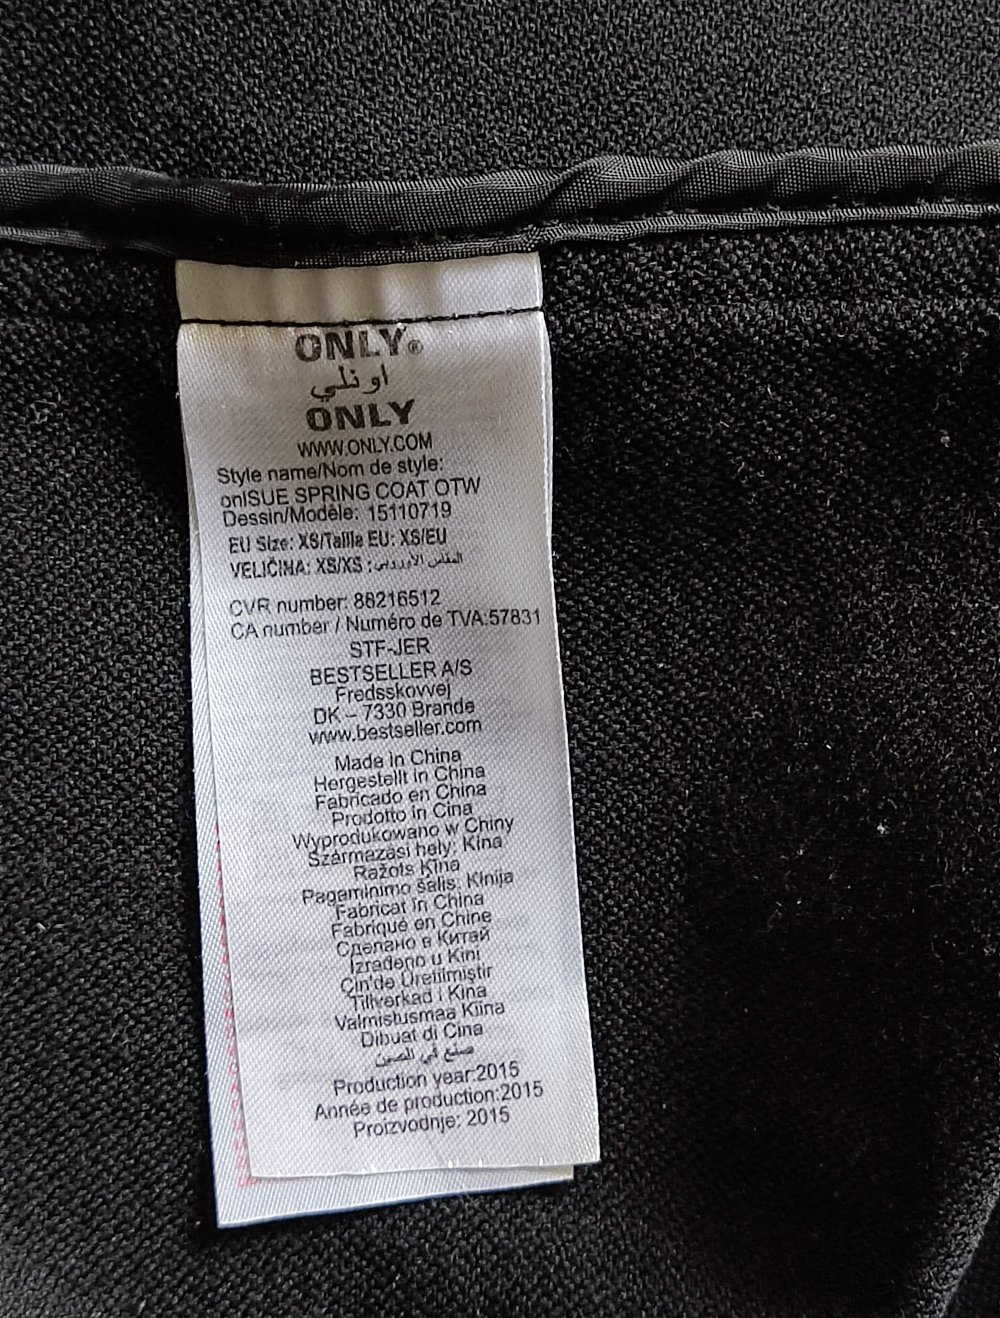 ONLY®
اونلي
ONLY
WWW.ONLY.COM
Style name/Nom de style:
onlSUE SPRING COAT OTW
Dessin/Modèle: 15110719
EU Size: XS/Taille EU: XS/EU
VELIČINA: XS/XS : المقاس الأوروبي
CVR number: 88216512
CA number / Numéro de TVA:57831
STF-JER
BESTSELLER A/S
Fredsskovvej
DK – 7330 Brande
www.bestseller.com
Made in China
Hergestellt in China
Fabricado en China
Prodotto in Cina
Wyprodukowano w Chiny
Származási hely: Kína
Ražots Ķīna
Pagaminimo šalis: Kinija
Fabricat în China
Fabriqué en Chine
Сделано в Китай
Izrađeno u Kini
Çin'de Üretilmiştir
Tillverkad i Kina
Valmistusmaa Kiina
Dibuat di Cina
صنع في الصين
Production year:2015
Année de production:2015
Proizvodnje: 2015